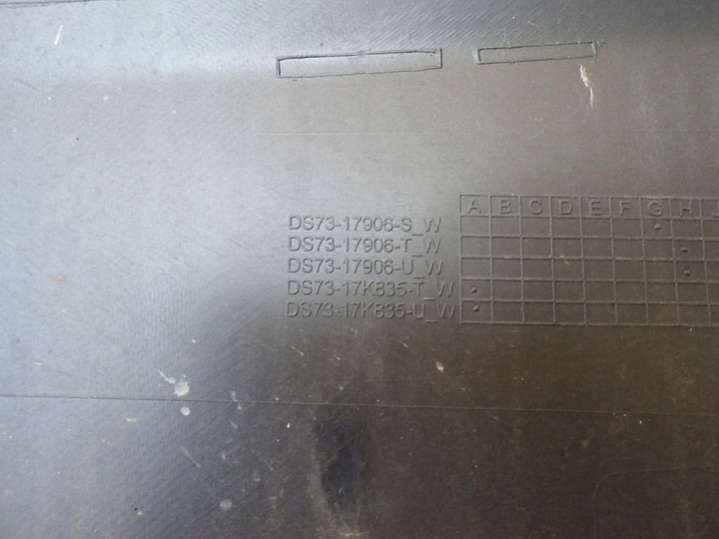 A B C D E F G H J
DS73-17906-S_W
DS73-17906-T_W
DS73-17906-U_W
DS73-17K835-T_W
DS73-17K835-U_W